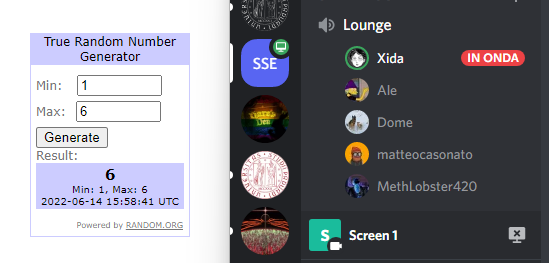 True Random Number
Generator
Min: 1
Max: 6
Generate
Result:
6
Min: 1, Max: 6
2022-06-14 15:58:41 UTC
Powered by RANDOM.ORG
SSE
Lounge
Xida IN ONDA
Ale
Dome
matteocasonato
MethLobster420
S Screen 1